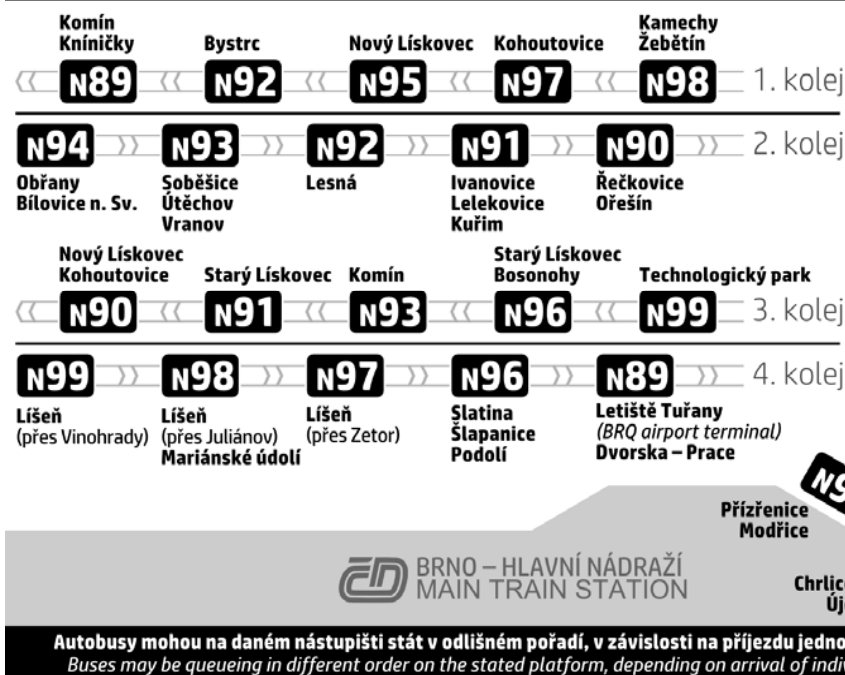 Komín
Kníničky
Bystrc
Nový Lískovec
Kohoutovice
Kamechy
Žebětín
N89
N92
N95
N97
N98
1. kolej
N94
N93
N92
N91
N90
2. kolej
Obřany
Bílovice n. Sv.
Soběšice
Útěchov
Vranov
Lesná
Ivanovice
Lelekovice
Kuřim
Řečkovice
Ořešín
Nový Lískovec
Kohoutovice
Starý Lískovec
Komín
Starý Lískovec
Bosonohy
Technologický park
N90
N91
N93
N96
N99
3. kolej
N99
N98
N97
N96
N89
4. kolej
Líšeň
(přes Vinohrady)
Líšeň
(přes Juliánov)
Mariánské údolí
Líšeň
(přes Zetor)
Slatina
Šlapanice
Podolí
Letiště Tuřany
(BRQ airport terminal)
Dvorska – Prace
Přízřenice
Modřice
ČD
BRNO – HLAVNÍ NÁDRAŽÍ
MAIN TRAIN STATION
Autobusy mohou na daném nástupišti stát v odlišném pořadí, v závislosti na příjezdu
Buses may be queueing in different order on the stated platform, depending on arrival of